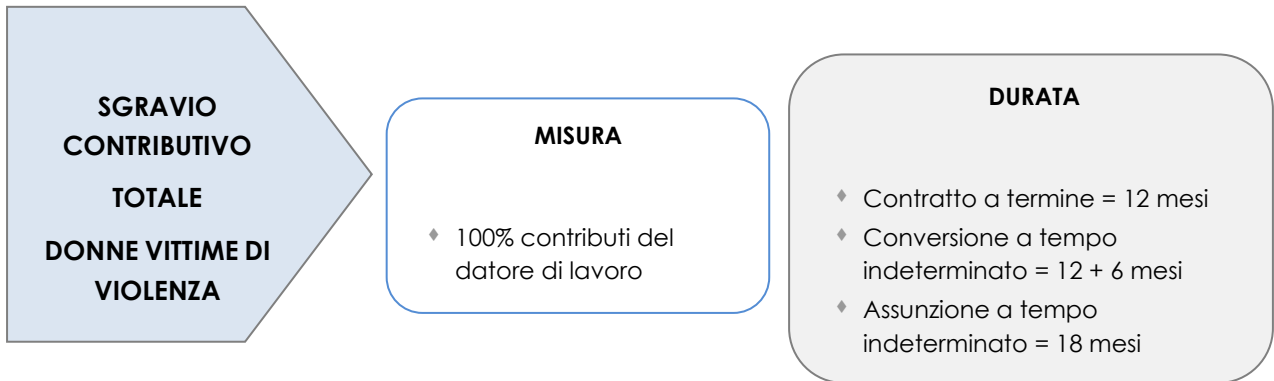 SGRAVIO
CONTRIBUTIVO
TOTALE
DONNE VITTIME DI
VIOLENZA
MISURA
♦ 100% contributi del
datore di lavoro
DURATA
♦ Contratto a termine = 12 mesi
♦ Conversione a tempo
indeterminato = 12 + 6 mesi
♦ Assunzione a tempo
indeterminato = 18 mesi